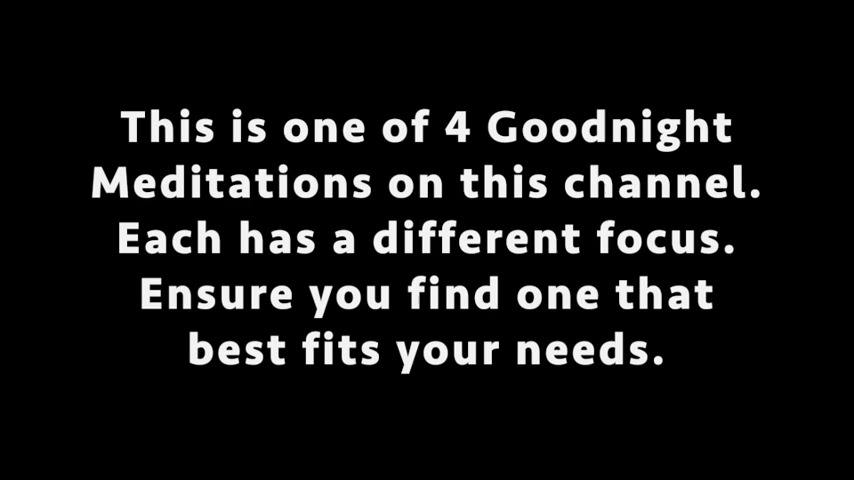 This is one of 4 Goodnight
Meditations on this channel.
Each has a different focus.
Ensure you find one that
best fits your needs.